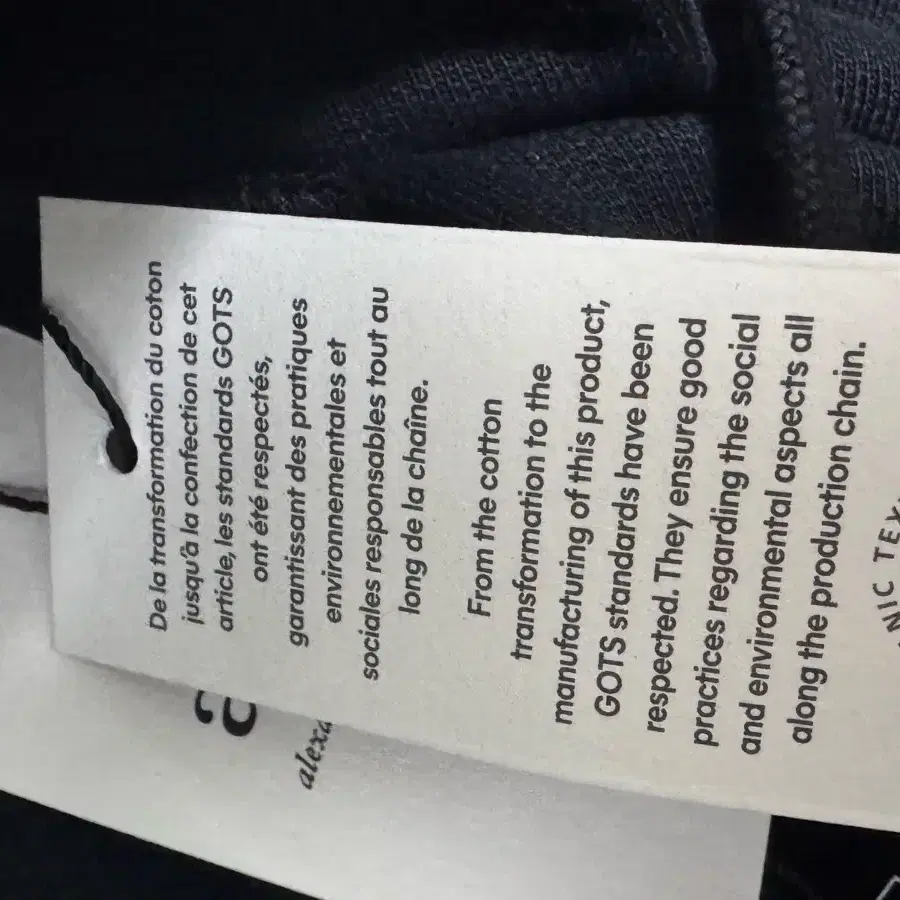 De la transformation du coton
jusqu'à la confection de cet
article, les standards GOTS
ont été respectés,
garantissant des pratiques
environnementales et
sociales responsables tout au
long de la chaîne.
From the cotton
transformation to the
manufacturing of this product,
GOTS standards have been
respected. They ensure good
practices regarding the social
and environmental aspects all
along the production chain.